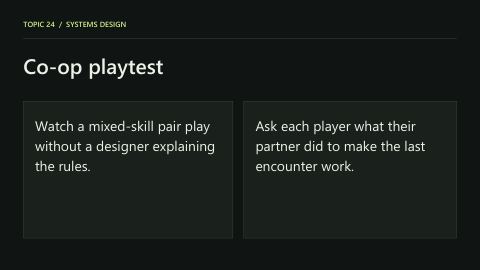 TOPIC 24 / SYSTEMS DESIGN
Co-op playtest
Watch a mixed-skill pair play
without a designer explaining
the rules.
Ask each player what their
partner did to make the last
encounter work.